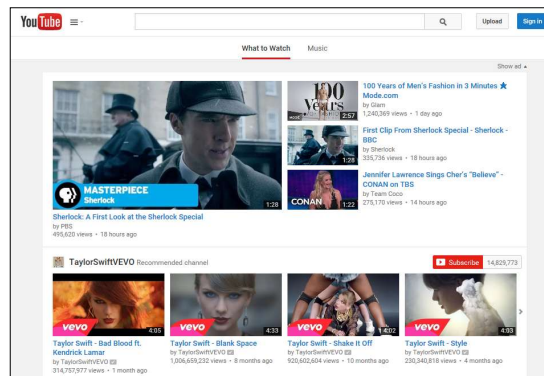 YouTube
Upload
Sign in
What to Watch
Music
Show ad
MASTERPIECE
Sherlock
1:28
Sherlock: A First Look at the Sherlock Special
by PBS
495,620 views • 18 hours ago
100
Years
2:57
100 Years of Men's Fashion in 3 Minutes ★
Mode.com
by Glam
1,240,369 views • 1 day ago
1:28
First Clip From Sherlock Special - Sherlock -
BBC
by Sherlock
335,736 views • 18 hours ago
CONAN
1:22
Jennifer Lawrence Sings Cher's "Believe" -
CONAN on TBS
by Team Coco
275,170 views • 14 hours ago
TaylorSwiftVEVO Recommended channel
Subscribe
14,829,773
vevo
4:05
Taylor Swift - Bad Blood ft.
Kendrick Lamar
by TaylorSwiftVEVO
314,757,977 views • 1 month ago
vevo
4:33
Taylor Swift - Blank Space
by TaylorSwiftVEVO
1,006,659,232 views • 8 months ago
vevo
4:02
Taylor Swift - Shake It Off
by TaylorSwiftVEVO
920,602,604 views • 10 months ago
vevo
4:03
Taylor Swift - Style
by TaylorSwiftVEVO
230,340,818 views • 4 months ago